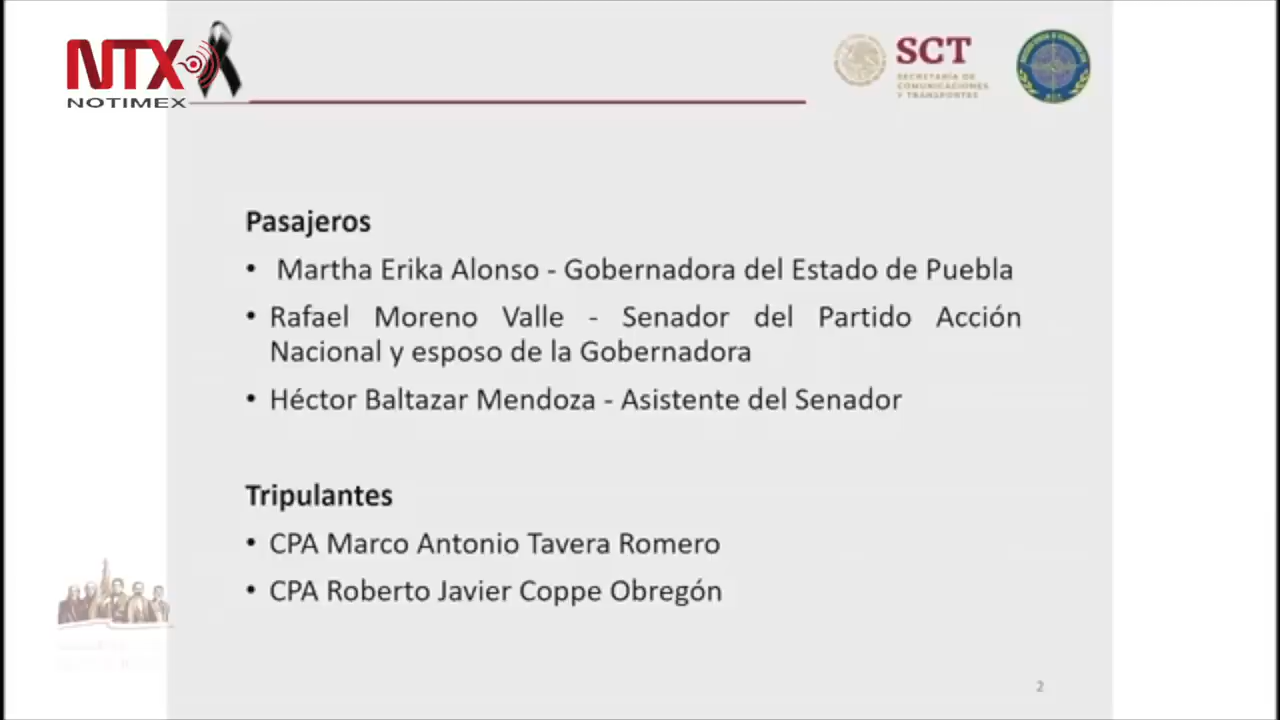 NTX
NOTIMEX
SCT
SECRETARÍA DE
COMUNICACIONES
Y TRANSPORTES
Pasajeros
• Martha Erika Alonso - Gobernadora del Estado de Puebla
• Rafael Moreno Valle - Senador del Partido Acción
Nacional y esposo de la Gobernadora
• Héctor Baltazar Mendoza - Asistente del Senador
Tripulantes
• CPA Marco Antonio Tavera Romero
• CPA Roberto Javier Coppe Obregón
2